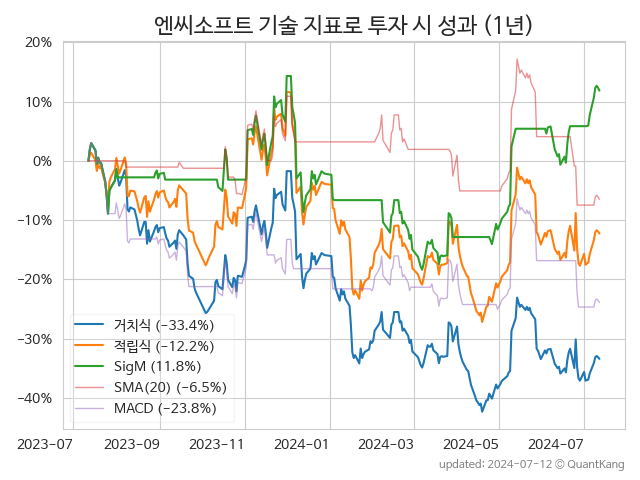 엔씨소프트 기술 지표로 투자 시 성과 (1년)
20%
10%
0%
−10%
−20%
−30%
−40%
거치식 (−33.4%)
적립식 (−12.2%)
SigM (11.8%)
SMA(20) (−6.5%)
MACD (−23.8%)
2023-07 2023-09 2023-11 2024-01 2024-03 2024-05 2024-07
updated: 2024-07-12 © QuantKang